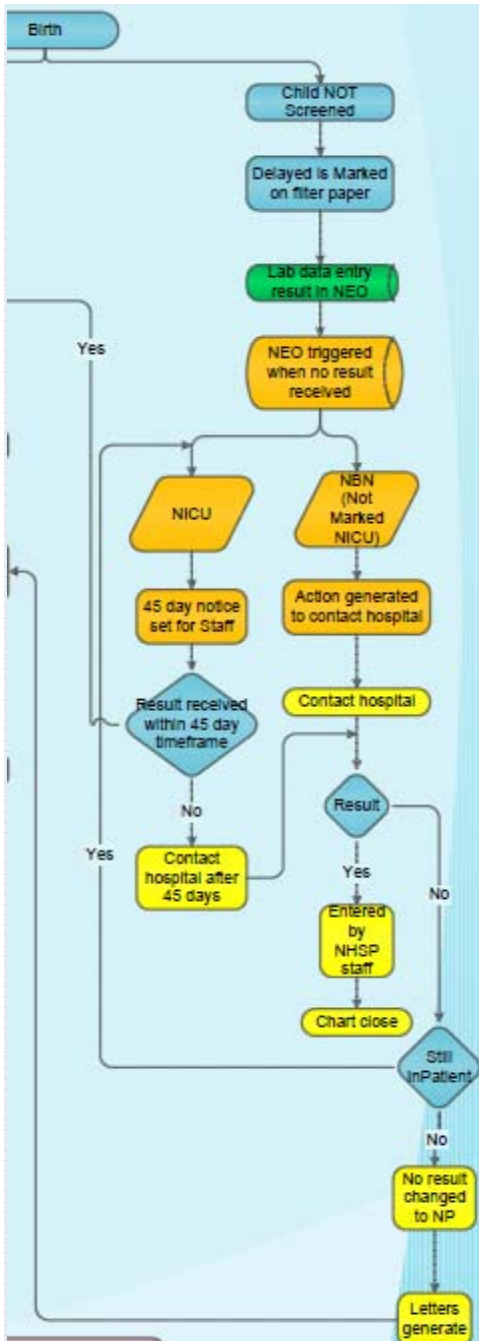 Birth
Child NOT
Screened
Delayed is Marked
on filter paper
Lab data entry
result in NEO
Yes
NEO triggered
when no result
received
NICU
NBN
(Not
Marked
NICU)
45 day notice
set for Staff
Action generated
to contact hospital
Result received
within 45 day
timeframe
Contact hospital
No
Result
Yes
Contact
hospital after
45 days
Yes
No
Entered
by
NHSP
staff
Chart close
Still
InPatient
No
No result
changed
to NP
Letters
generate